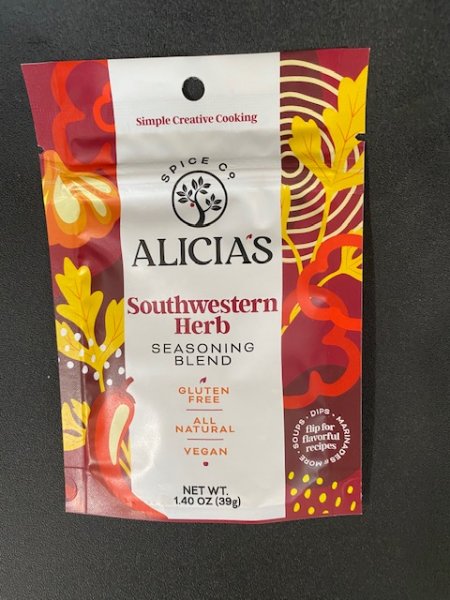 Simple Creative Cooking
SPICE CO
ALICIA'S
Southwestern
Herb
SEASONING
BLEND
GLUTEN
FREE
ALL
NATURAL
VEGAN
SOUPS · DIPS · MARINADES & MORE ·
flip for
flavorful
recipes
NET WT.
1.40 OZ (39g)